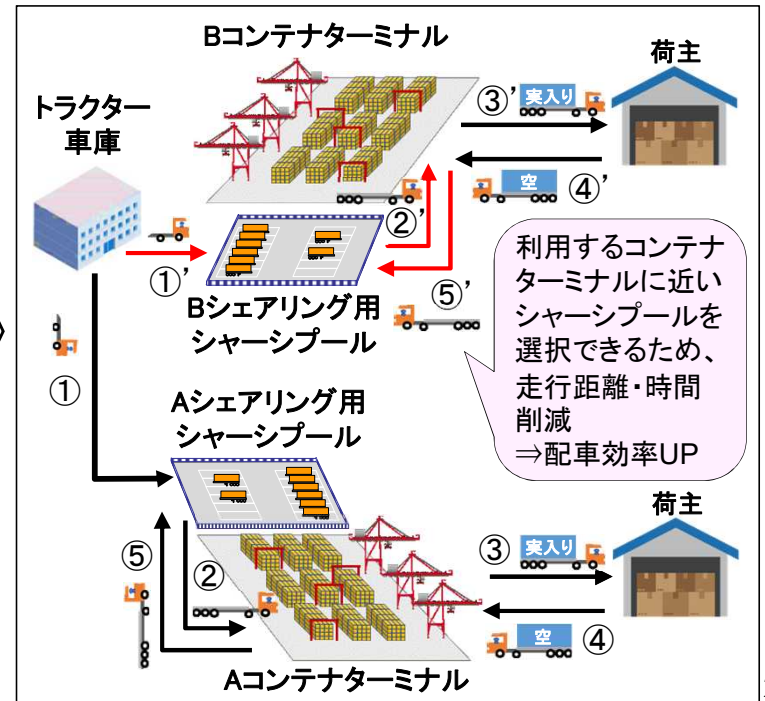 Bコンテナターミナル
荷主
トラクター
車庫
③’
実入り
空
④’
②’
①’
⑤’
Bシェアリング用
シャーシプール
利用するコンテナ
ターミナルに近い
シャーシプールを
選択できるため、
走行距離・時間
削減
⇒配車効率UP
①
Aシェアリング用
シャーシプール
荷主
⑤
②
③
実入り
空
④
Aコンテナターミナル